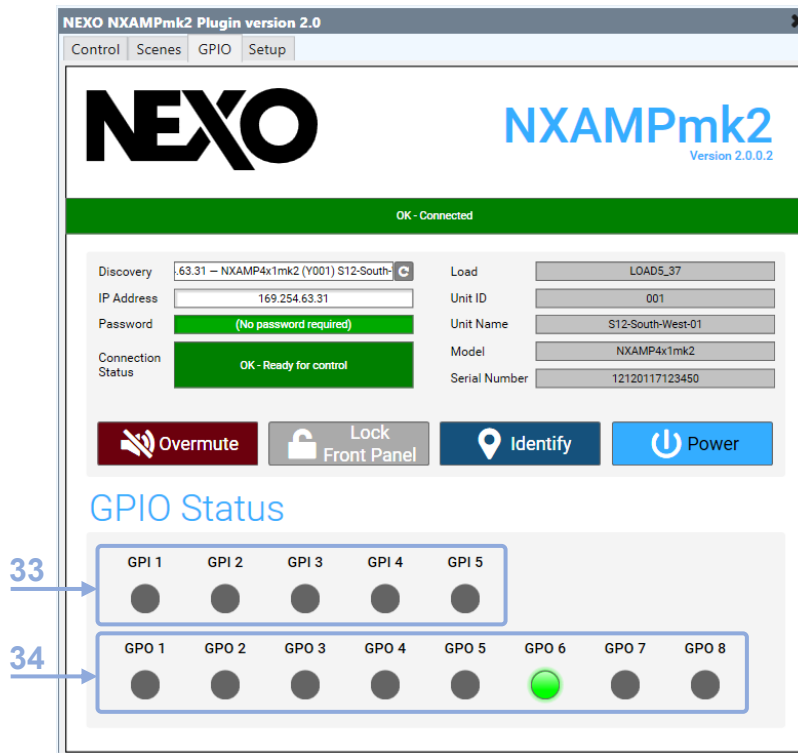 NEXO NXAMPmk2 Plugin version 2.0
Control Scenes GPIO Setup
NEXO
NXAMPmk2
Version 2.0.0.2
OK - Connected
Discovery .63.31 — NXAMP4x1mk2 (Y001) S12-South-
IP Address 169.254.63.31
Password (No password required)
Connection
Status
OK - Ready for control
Load LOAD5_37
Unit ID 001
Unit Name S12-South-West-01
Model NXAMP4x1mk2
Serial Number 12120117123450
Overmute
Lock
Front Panel
Identify
Power
GPIO Status
33
GPI 1 GPI 2 GPI 3 GPI 4 GPI 5
34
GPO 1 GPO 2 GPO 3 GPO 4 GPO 5 GPO 6 GPO 7 GPO 8